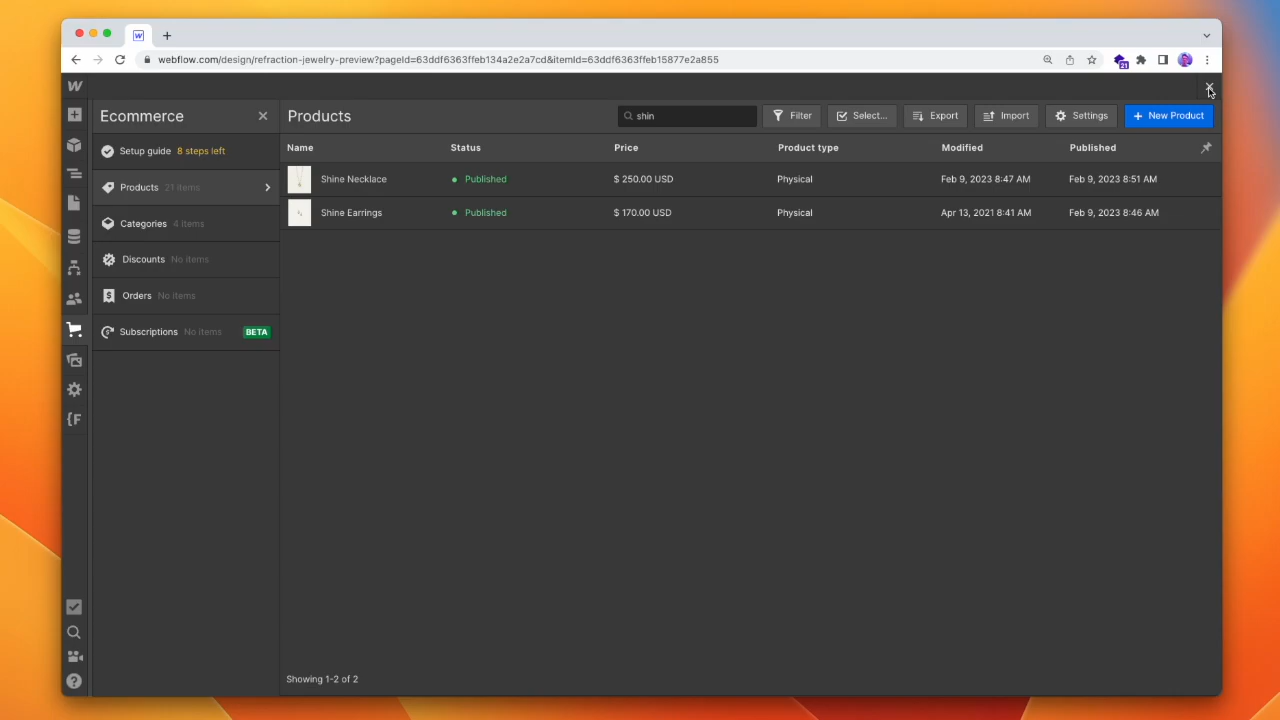 webflow.com/design/refraction-jewelry-preview?pageId=63ddf6363ffeb134a2e2a7cd&itemId=63ddf6363ffeb15877e2a855
21
Ecommerce
Products
shin
Filter
Select...
Export
Import
Settings
New Product
Setup guide 8 steps left
Products 21 Items
Categories 4 Items
Discounts No items
Orders No items
Subscriptions No items BETA
Name Status Price Product type Modified Published
Shine Necklace Published $ 250.00 USD Physical Feb 9, 2023 8:47 AM Feb 9, 2023 8:51 AM
Shine Earrings Published $ 170.00 USD Physical Apr 13, 2021 8:41 AM Feb 9, 2023 8:46 AM
{F
Showing 1-2 of 2